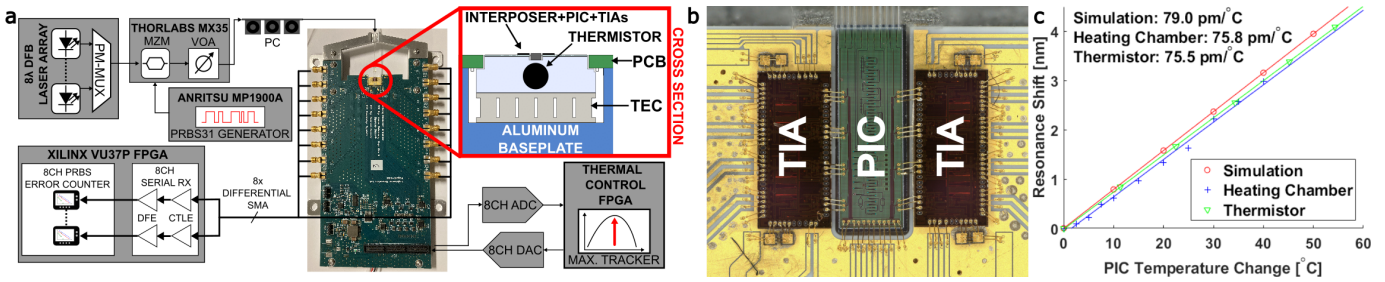 a
8λ DFB
LASER ARRAY
PM-MUX
THORLABS MX35
MZM
VOA
PC
ANRITSU MP1900A
PRBS31 GENERATOR
XILINX VU37P FPGA
8CH PRBS
ERROR COUNTER
8CH
SERIAL RX
DFE
CTLE
8x
DIFFERENTIAL
SMA
INTERPOSER+PIC+TIAs
THERMISTOR
PCB
TEC
ALUMINUM
BASEPLATE
CROSS SECTION
8CH ADC
8CH DAC
THERMAL
CONTROL
FPGA
MAX. TRACKER
b
TIA
PIC
TIA
c
Simulation: 79.0 pm/°C
Heating Chamber: 75.8 pm/°C
Thermistor: 75.5 pm/°C
Resonance Shift [nm]
4
3
2
1
0
Simulation
Heating Chamber
Thermistor
0
10
20
30
40
50
60
PIC Temperature Change [°C]